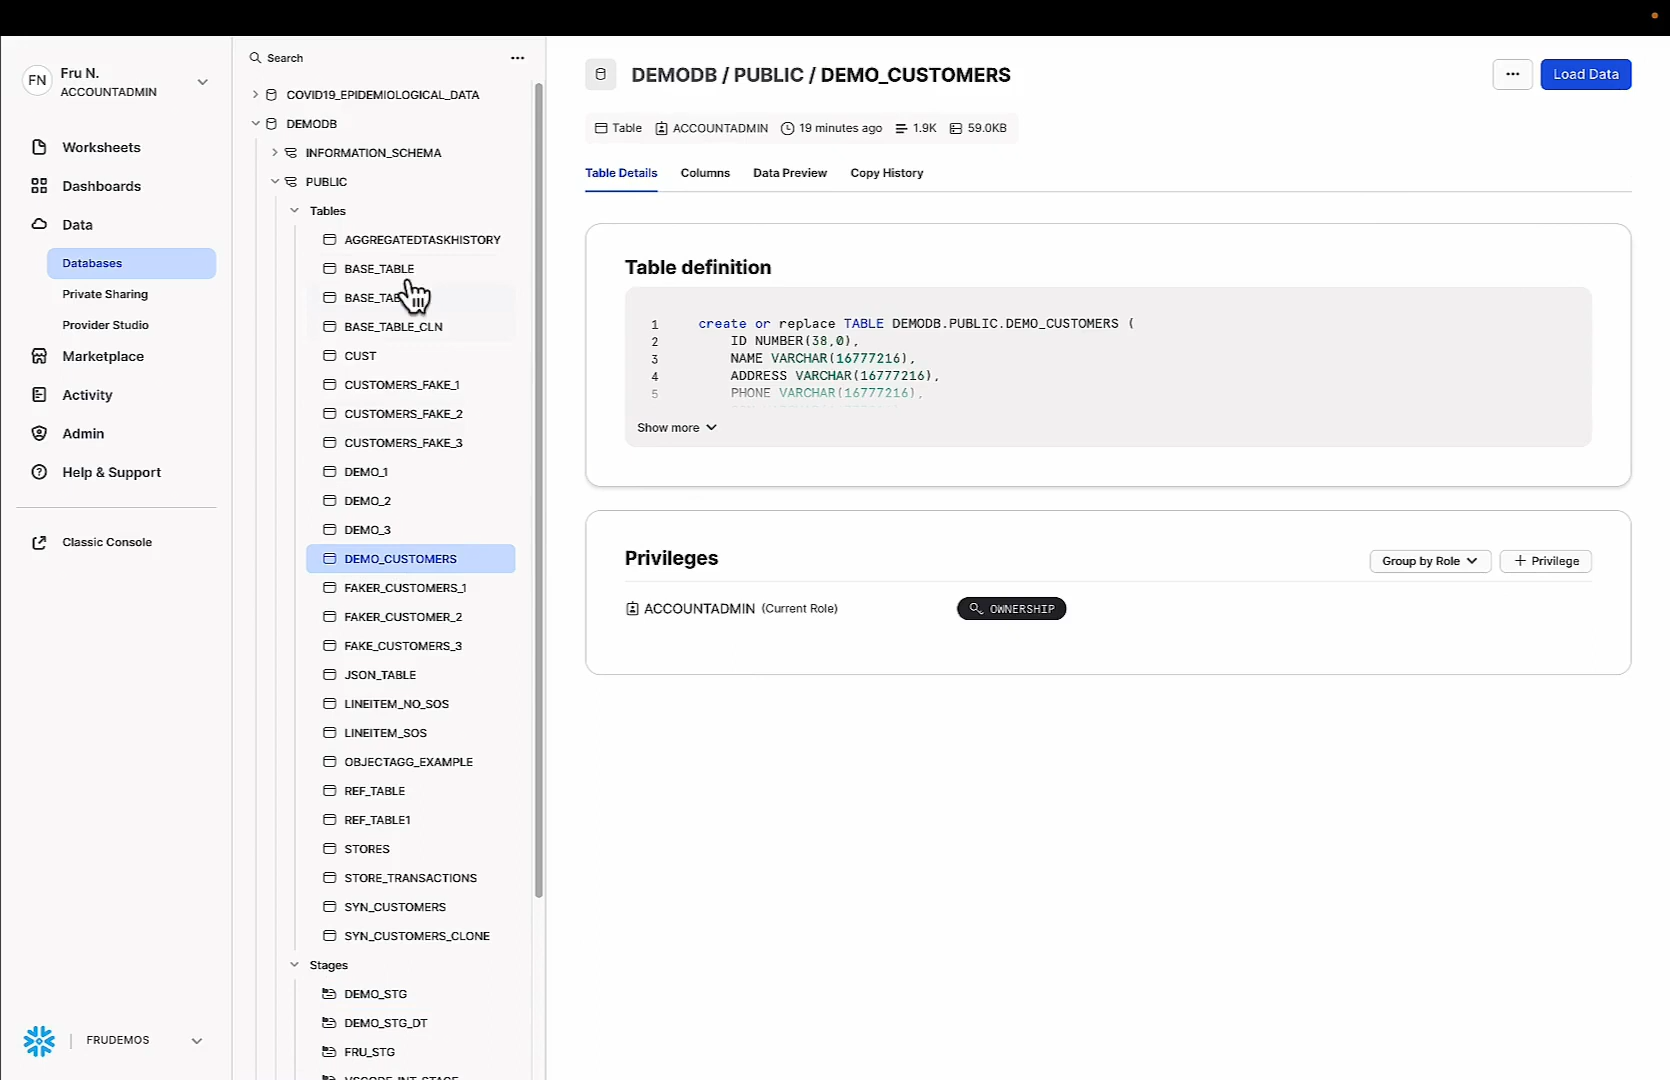 FN
Fru N.
ACCOUNTADMIN
Worksheets
Dashboards
Data
Databases
Private Sharing
Provider Studio
Marketplace
Activity
Admin
Help & Support
Classic Console
FRUDEMOS
Search
COVID19_EPIDEMIOLOGICAL_DATA
DEMODB
INFORMATION_SCHEMA
PUBLIC
Tables
AGGREGATEDTASKHISTORY
BASE_TABLE
BASE_TABLE_CLN
CUST
CUSTOMERS_FAKE_1
CUSTOMERS_FAKE_2
CUSTOMERS_FAKE_3
DEMO_1
DEMO_2
DEMO_3
DEMO_CUSTOMERS
FAKER_CUSTOMERS_1
FAKER_CUSTOMER_2
FAKE_CUSTOMERS_3
JSON_TABLE
LINEITEM_NO_SOS
LINEITEM_SOS
OBJECTAGG_EXAMPLE
REF_TABLE
REF_TABLE1
STORES
STORE_TRANSACTIONS
SYN_CUSTOMERS
SYN_CUSTOMERS_CLONE
Stages
DEMO_STG
DEMO_STG_DT
FRU_STG
DEMODB / PUBLIC / DEMO_CUSTOMERS
Load Data
Table ACCOUNTADMIN 19 minutes ago 1.9K 59.0KB
Table Details Columns Data Preview Copy History
Table definition
1 create or replace TABLE DEMODB.PUBLIC.DEMO_CUSTOMERS (
2 ID NUMBER(38,0),
3 NAME VARCHAR(16777216),
4 ADDRESS VARCHAR(16777216),
5 PHONE VARCHAR(16777216),
Show more
Privileges
Group by Role + Privilege
ACCOUNTADMIN (Current Role) OWNERSHIP